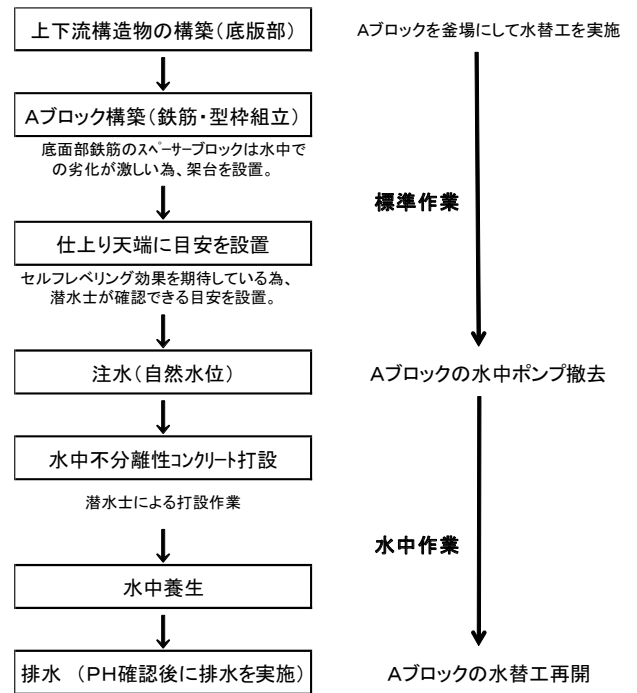 上下流構造物の構築（底版部）
Aブロックを釜場にして水替工を実施
Aブロック構築（鉄筋・型枠組立）
底面部鉄筋のスペーサーブロックは水中で
の劣化が激しい為、架台を設置。
標準作業
仕上り天端に目安を設置
セルフレベリング効果を期待している為、
潜水士が確認できる目安を設置。
注水（自然水位）
Aブロックの水中ポンプ撤去
水中不分離性コンクリート打設
潜水士による打設作業
水中作業
水中養生
排水　（PH確認後に排水を実施）
Aブロックの水替工再開